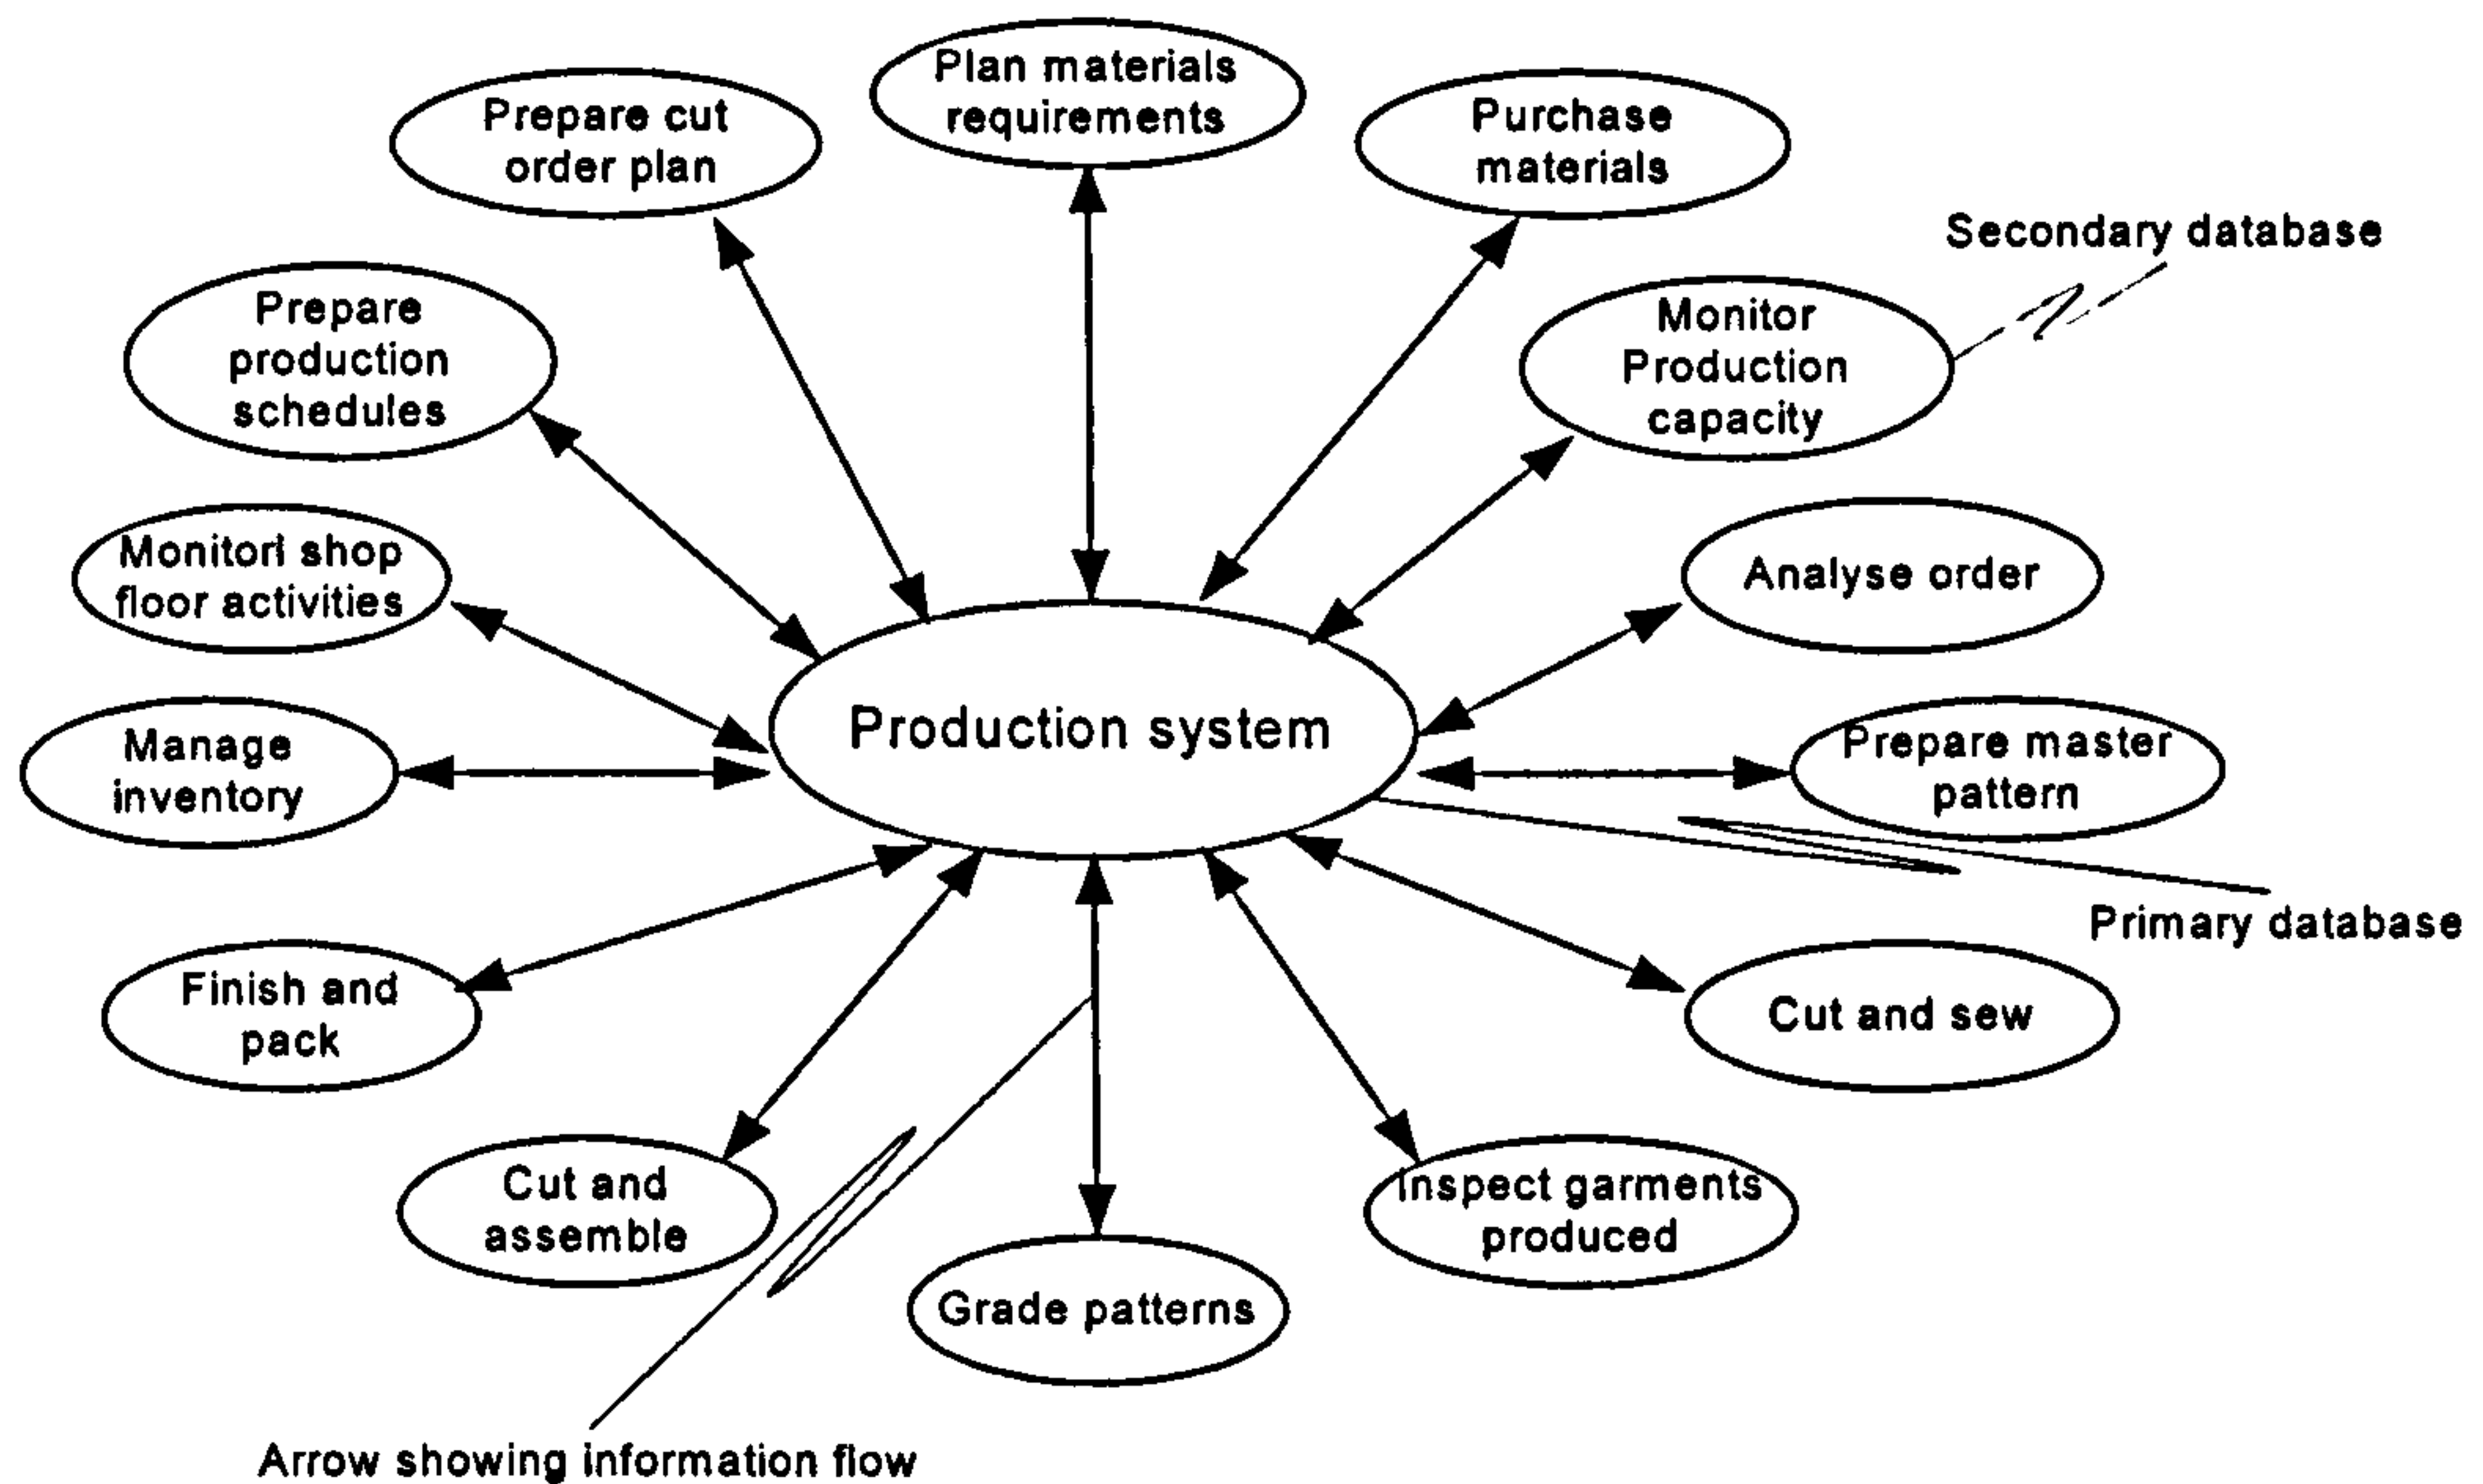 Plan materials
requirements
Prepare cut
order plan
Purchase
materials
Secondary database
Prepare
production
schedules
Monitor
Production
capacity
Monitorl shop
floor activities
Analyse order
Production system
Manage
inventory
Prepare master
pattern
Primary database
Finish and
pack
Cut and sew
Cut and
assemble
Inspect garments
produced
Grade patterns
Arrow showing information flow